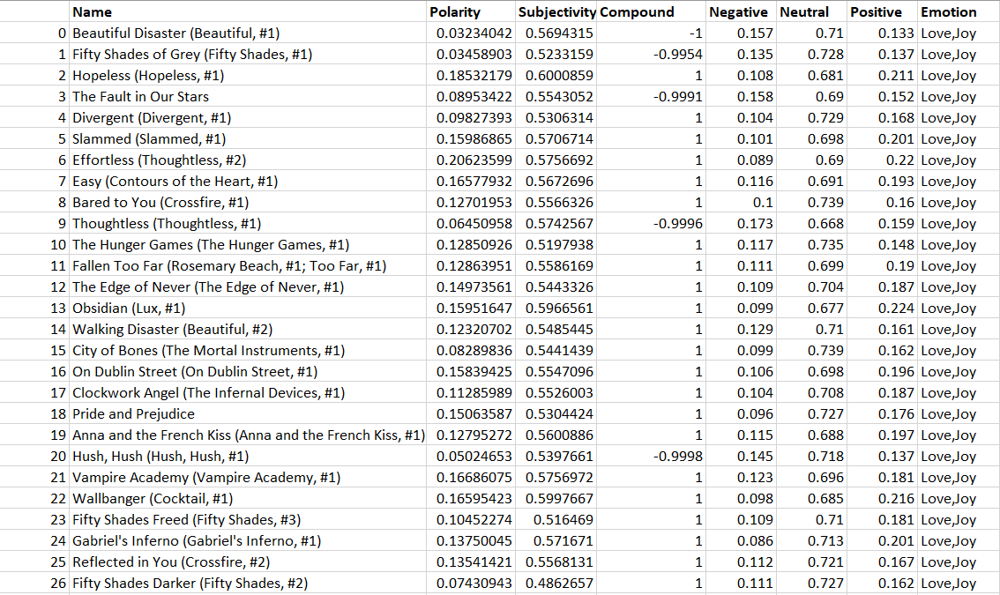 Name Polarity Subjectivity Compound Negative Neutral Positive Emotion
0 Beautiful Disaster (Beautiful, #1) 0.03234042 0.5694315 -1 0.157 0.71 0.133 Love,Joy
1 Fifty Shades of Grey (Fifty Shades, #1) 0.03458903 0.5233159 -0.9954 0.135 0.728 0.137 Love,Joy
2 Hopeless (Hopeless, #1) 0.18532179 0.6000859 1 0.108 0.681 0.211 Love,Joy
3 The Fault in Our Stars 0.08953422 0.5543052 -0.9991 0.158 0.69 0.152 Love,Joy
4 Divergent (Divergent, #1) 0.09827393 0.5306314 1 0.104 0.729 0.168 Love,Joy
5 Slammed (Slammed, #1) 0.15986865 0.5706714 1 0.101 0.698 0.201 Love,Joy
6 Effortless (Thoughtless, #2) 0.20623599 0.5756692 1 0.089 0.69 0.22 Love,Joy
7 Easy (Contours of the Heart, #1) 0.16577932 0.5672696 1 0.116 0.691 0.193 Love,Joy
8 Bared to You (Crossfire, #1) 0.12701953 0.5566326 1 0.1 0.739 0.16 Love,Joy
9 Thoughtless (Thoughtless, #1) 0.06450958 0.5742567 -0.9996 0.173 0.668 0.159 Love,Joy
10 The Hunger Games (The Hunger Games, #1) 0.12850926 0.5197938 1 0.117 0.735 0.148 Love,Joy
11 Fallen Too Far (Rosemary Beach, #1; Too Far, #1) 0.12863951 0.5586169 1 0.111 0.699 0.19 Love,Joy
12 The Edge of Never (The Edge of Never, #1) 0.14973561 0.5443326 1 0.109 0.704 0.187 Love,Joy
13 Obsidian (Lux, #1) 0.15951647 0.5966561 1 0.099 0.677 0.224 Love,Joy
14 Walking Disaster (Beautiful, #2) 0.12320702 0.5485445 1 0.129 0.71 0.161 Love,Joy
15 City of Bones (The Mortal Instruments, #1) 0.08289836 0.5441439 1 0.099 0.739 0.162 Love,Joy
16 On Dublin Street (On Dublin Street, #1) 0.15839425 0.5547096 1 0.106 0.698 0.196 Love,Joy
17 Clockwork Angel (The Infernal Devices, #1) 0.11285989 0.5526003 1 0.104 0.708 0.187 Love,Joy
18 Pride and Prejudice 0.15063587 0.5304424 1 0.096 0.727 0.176 Love,Joy
19 Anna and the French Kiss (Anna and the French Kiss, #1) 0.12795272 0.5600886 1 0.115 0.688 0.197 Love,Joy
20 Hush, Hush (Hush, Hush, #1) 0.05024653 0.5397661 -0.9998 0.145 0.718 0.137 Love,Joy
21 Vampire Academy (Vampire Academy, #1) 0.16686075 0.5756972 1 0.123 0.696 0.181 Love,Joy
22 Wallbanger (Cocktail, #1) 0.16595423 0.5997667 1 0.098 0.685 0.216 Love,Joy
23 Fifty Shades Freed (Fifty Shades, #3) 0.10452274 0.516469 1 0.109 0.71 0.181 Love,Joy
24 Gabriel's Inferno (Gabriel's Inferno, #1) 0.13750045 0.571671 1 0.086 0.713 0.201 Love,Joy
25 Reflected in You (Crossfire, #2) 0.13541421 0.5568131 1 0.112 0.721 0.167 Love,Joy
26 Fifty Shades Darker (Fifty Shades, #2) 0.07430943 0.4862657 1 0.111 0.727 0.162 Love,Joy